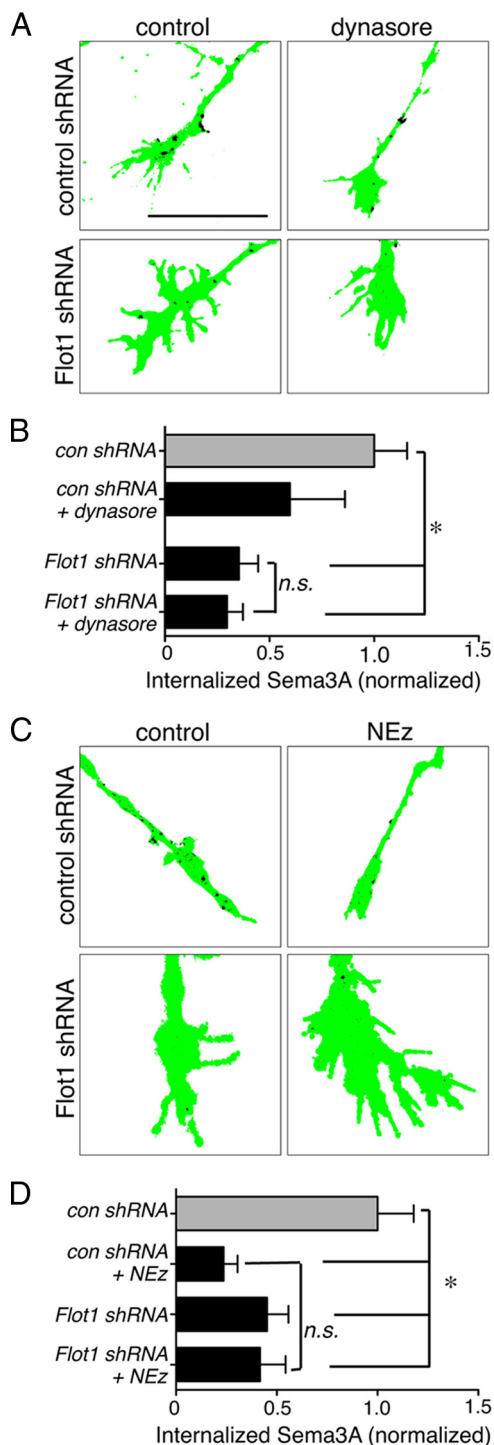 A
control dynasore
control shRNA
Flot1 shRNA
B
con shRNA
con shRNA
+ dynasore
Flot1 shRNA
Flot1 shRNA
+ dynasore
n.s.
*
0 0.5 1.0 1.5
Internalized Sema3A (normalized)
C
control NEz
control shRNA
Flot1 shRNA
D
con shRNA
con shRNA
+ NEz
Flot1 shRNA
Flot1 shRNA
+ NEz
n.s.
*
0 0.5 1.0 1.5
Internalized Sema3A (normalized)